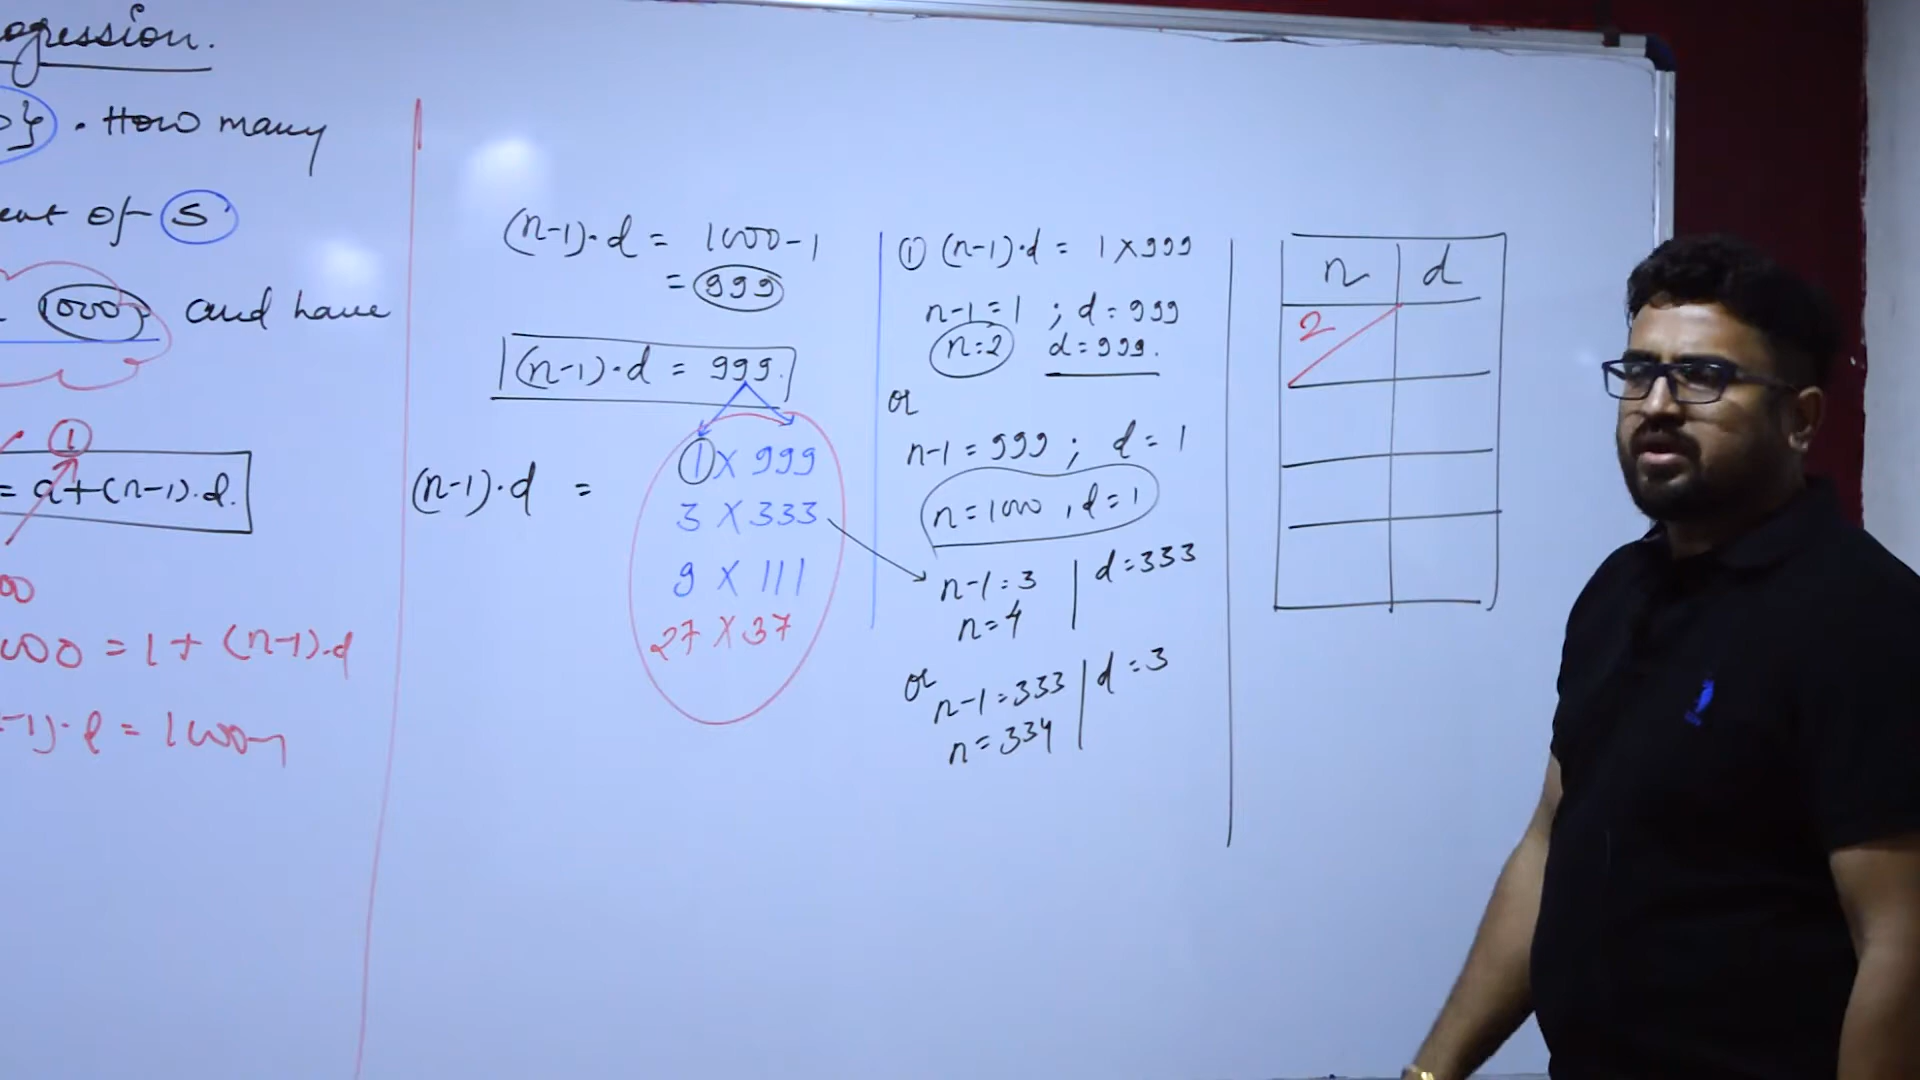 ogression.
}. How many
ent of S
1000 and have
1
= a+(n-1).d.
00
1000 = 1 + (n-1).d
-1).d = 1000-1
(n-1).d = 1000-1
= 999
(n-1).d = 999.
(n-1).d =
1 X 999
3 X 333
9 X 111
27 X 37
① (n-1).d = 1 X 999
n-1=1 ; d=999
n=2 d=999.
or
n-1=999 ; d=1
n=1000, d=1
n-1=3 | d=333
n=4
or
n-1=333 | d=3
n=334
n d
2